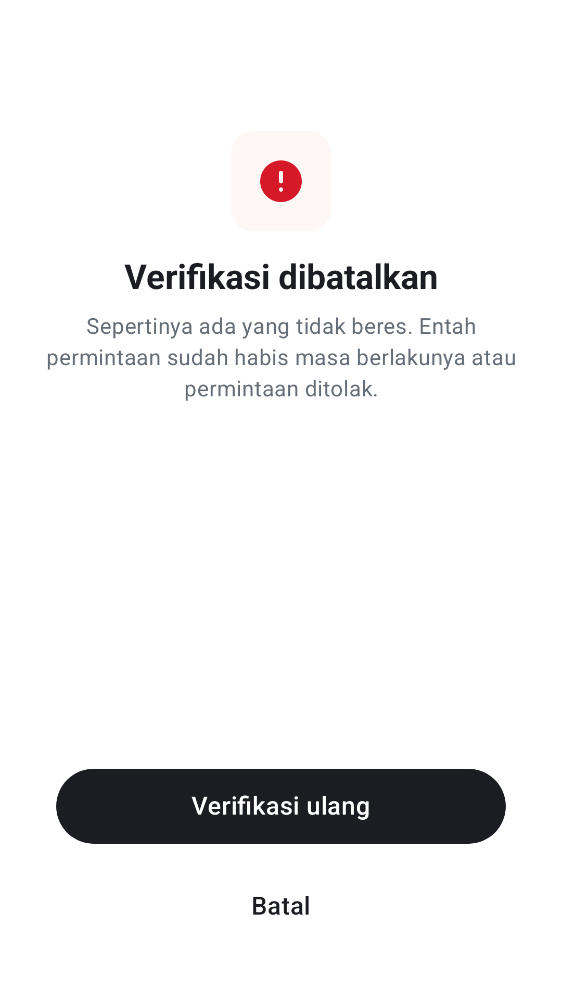 Verifikasi dibatalkan
Sepertinya ada yang tidak beres. Entah
permintaan sudah habis masa berlakunya atau
permintaan ditolak.
Verifikasi ulang
Batal